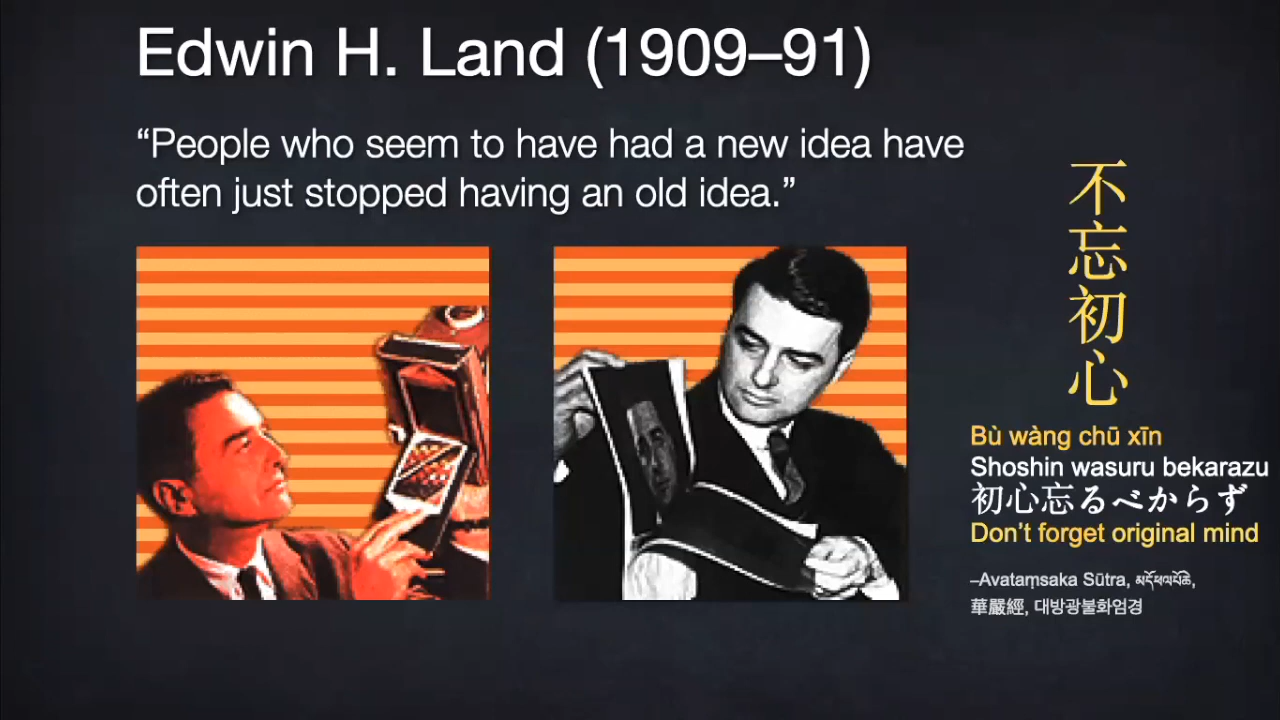 Edwin H. Land (1909–91)
“People who seem to have had a new idea have
often just stopped having an old idea.”
不忘初心
Bù wàng chū xīn
Shoshin wasuru bekarazu
初心忘るべからず
Don’t forget original mind
–Avataṃsaka Sūtra, མདོ་ཕལ་པོ་ཆེ,
華嚴經, 대방광불화엄경